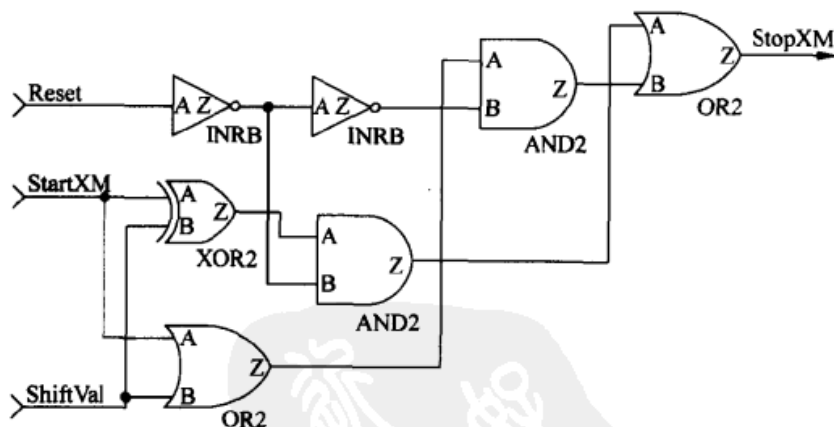 StopXM
A
Z
B
OR2
A
Z
B
AND2
Reset
A Z
INRB
A Z
INRB
StartXM
A
Z
B
XOR2
A
Z
B
AND2
A
Z
B
OR2
ShiftVal